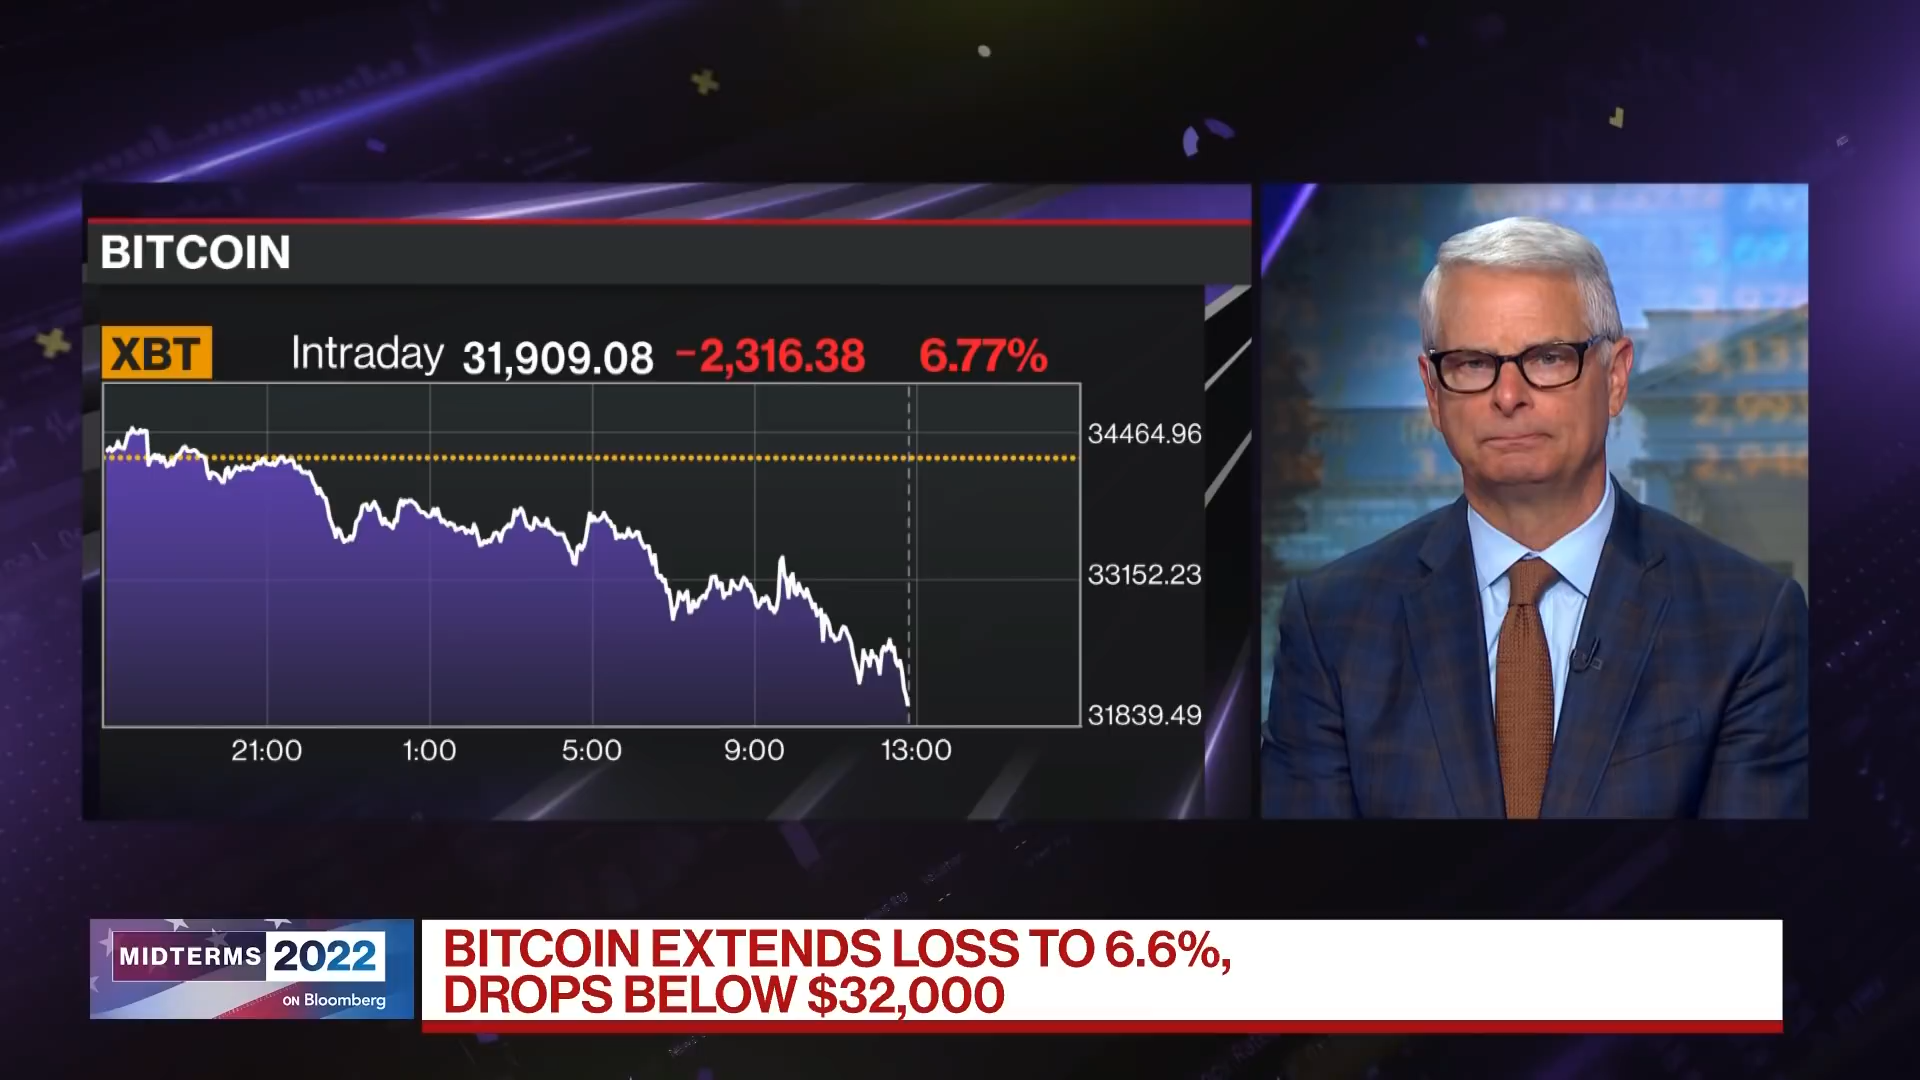 BITCOIN
XBT Intraday 31,909.08 -2,316.38 6.77%
34464.96
33152.23
31839.49
21:00 1:00 5:00 9:00 13:00
MIDTERMS 2022
ON Bloomberg
BITCOIN EXTENDS LOSS TO 6.6%,
DROPS BELOW $32,000